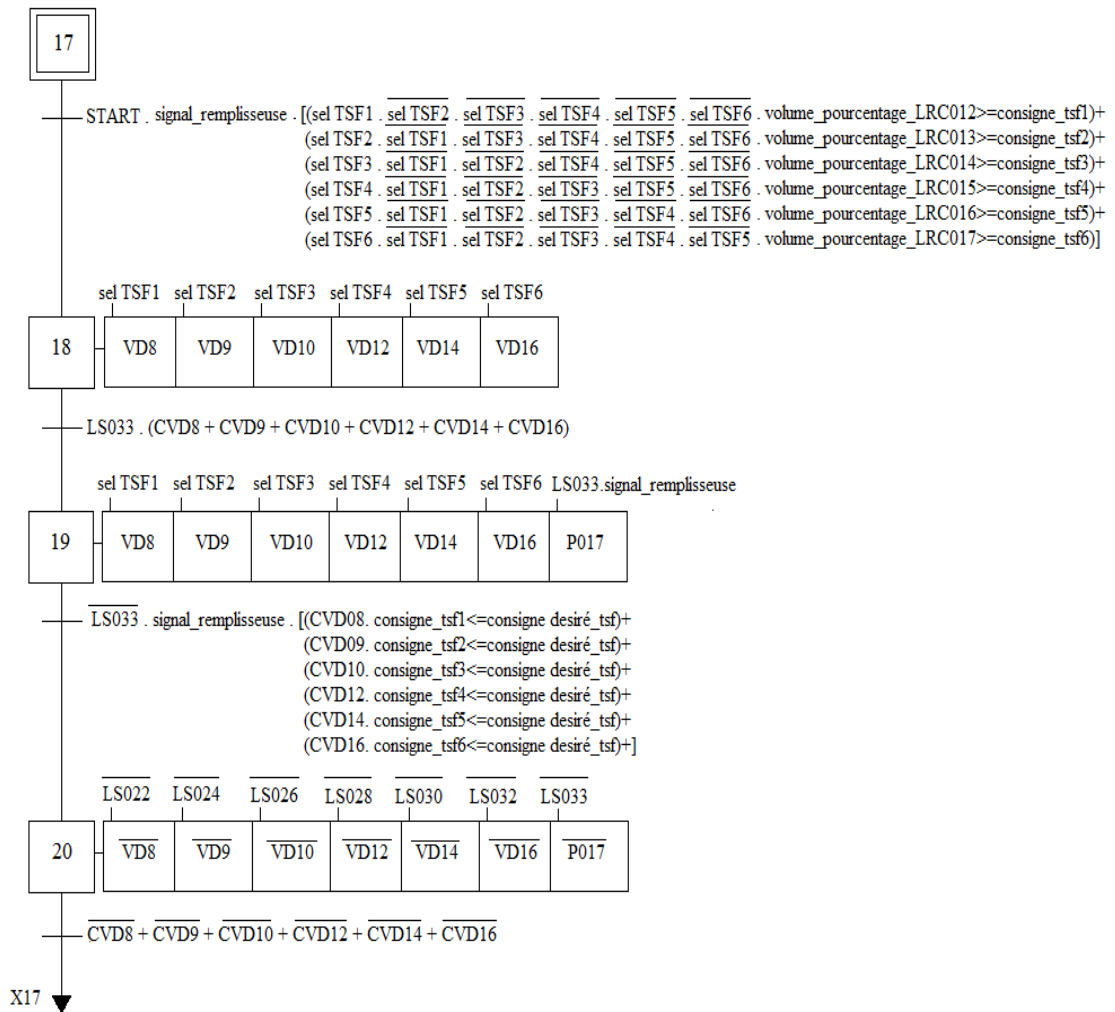 17
START . signal_remplisseuse . [(sel TSF1 . sel TSF2 . sel TSF3 . sel TSF4 . sel TSF5 . sel TSF6 . volume_pourcentage_LRC012>=consigne_tsf1)+
(sel TSF2 . sel TSF1 . sel TSF3 . sel TSF4 . sel TSF5 . sel TSF6 . volume_pourcentage_LRC013>=consigne_tsf2)+
(sel TSF3 . sel TSF1 . sel TSF2 . sel TSF4 . sel TSF5 . sel TSF6 . volume_pourcentage_LRC014>=consigne_tsf3)+
(sel TSF4 . sel TSF1 . sel TSF2 . sel TSF3 . sel TSF5 . sel TSF6 . volume_pourcentage_LRC015>=consigne_tsf4)+
(sel TSF5 . sel TSF1 . sel TSF2 . sel TSF3 . sel TSF4 . sel TSF6 . volume_pourcentage_LRC016>=consigne_tsf5)+
(sel TSF6 . sel TSF1 . sel TSF2 . sel TSF3 . sel TSF4 . sel TSF5 . volume_pourcentage_LRC017>=consigne_tsf6)]
sel TSF1 sel TSF2 sel TSF3 sel TSF4 sel TSF5 sel TSF6
18 VD8 VD9 VD10 VD12 VD14 VD16
LS033 . (CVD8 + CVD9 + CVD10 + CVD12 + CVD14 + CVD16)
sel TSF1 sel TSF2 sel TSF3 sel TSF4 sel TSF5 sel TSF6 LS033.signal_remplisseuse
19 VD8 VD9 VD10 VD12 VD14 VD16 P017
LS033 . signal_remplisseuse . [(CVD08. consigne_tsf1<=consigne desiré_tsf)+
(CVD09. consigne_tsf2<=consigne desiré_tsf)+
(CVD10. consigne_tsf3<=consigne desiré_tsf)+
(CVD12. consigne_tsf4<=consigne desiré_tsf)+
(CVD14. consigne_tsf5<=consigne desiré_tsf)+
(CVD16. consigne_tsf6<=consigne desiré_tsf)+]
LS022 LS024 LS026 LS028 LS030 LS032 LS033
20 VD8 VD9 VD10 VD12 VD14 VD16 P017
CVD8 + CVD9 + CVD10 + CVD12 + CVD14 + CVD16
X17